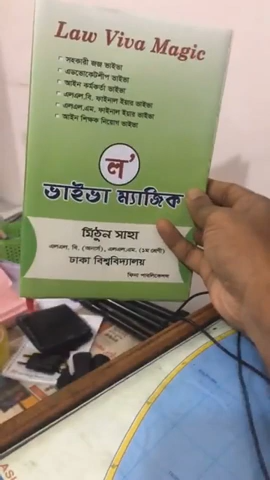 Law Viva Magic
সহকারী জজ ভাইভা
এডভোকেটশীপ ভাইভা
আইন কর্মকর্তা ভাইভা
এলএল.বি. ফাইনাল ইয়ার ভাইভা
এলএল.এম. ফাইনাল ইয়ার ভাইভা
আইন শিক্ষক নিয়োগ ভাইভা
ল'
ভাইভা ম্যাজিক
মিঠুন সাহা
এলএল. বি. (অনার্স), এলএল.এম. (১ম শ্রেণী)
ঢাকা বিশ্ববিদ্যালয়